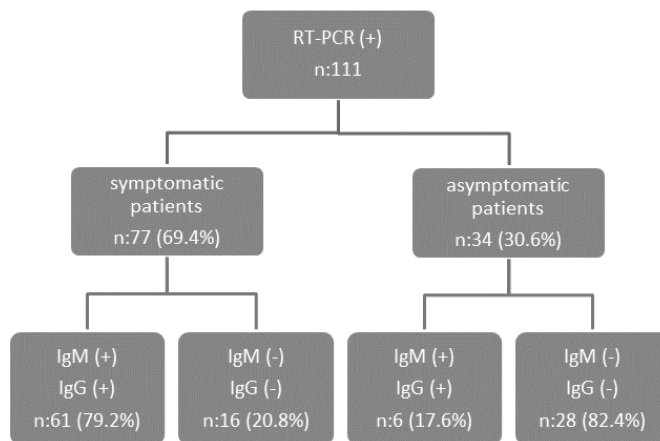 RT-PCR (+)
n:111
symptomatic
patients
n:77 (69.4%)
asymptomatic
patients
n:34 (30.6%)
IgM (+)
IgG (+)
n:61 (79.2%)
IgM (-)
IgG (-)
n:16 (20.8%)
IgM (+)
IgG (+)
n:6 (17.6%)
IgM (-)
IgG (-)
n:28 (82.4%)